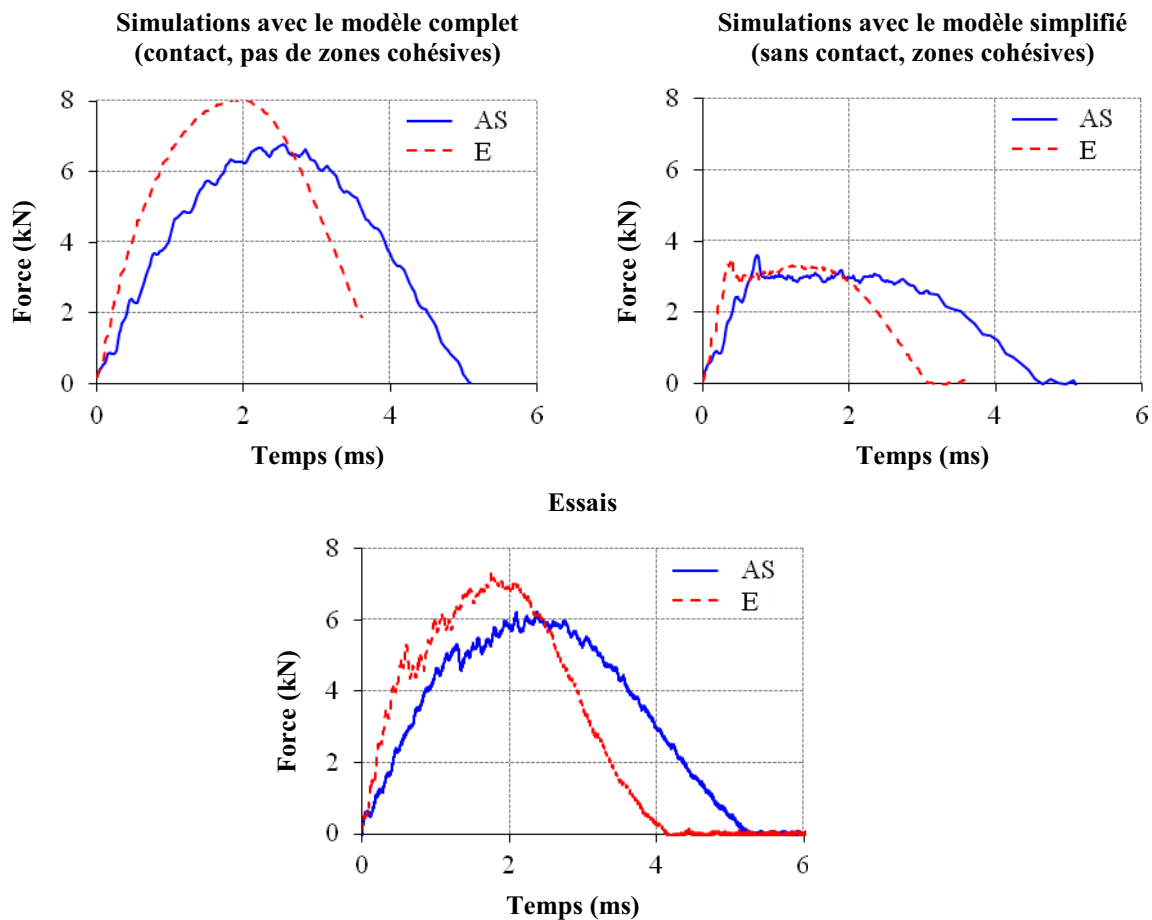 Simulations avec le modèle complet
(contact, pas de zones cohésives)
8
6
4
2
0
Force (kN)
AS
E
0 2 4 6
Temps (ms)
Simulations avec le modèle simplifié
(sans contact, zones cohésives)
8
6
4
2
0
Force (kN)
AS
E
0 2 4 6
Temps (ms)
Essais
8
6
4
2
0
Force (kN)
AS
E
0 2 4 6
Temps (ms)